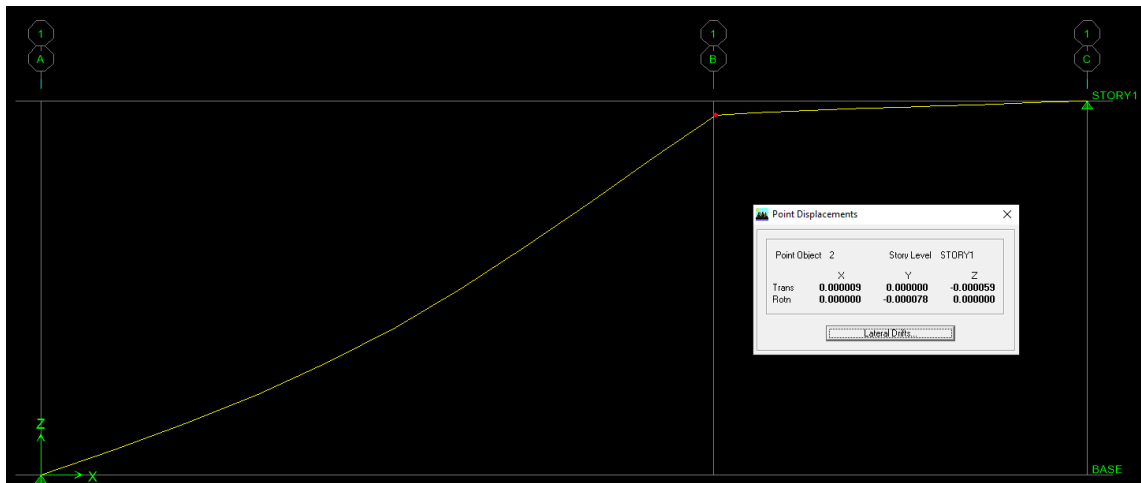 1 1 1
A B C
STORY1
Point Displacements
Point Object 2 Story Level STORY1
X Y Z
Trans 0.000009 0.000000 -0.000059
Rotn 0.000000 -0.000078 0.000000
Lateral Drifts...
Z
X
BASE